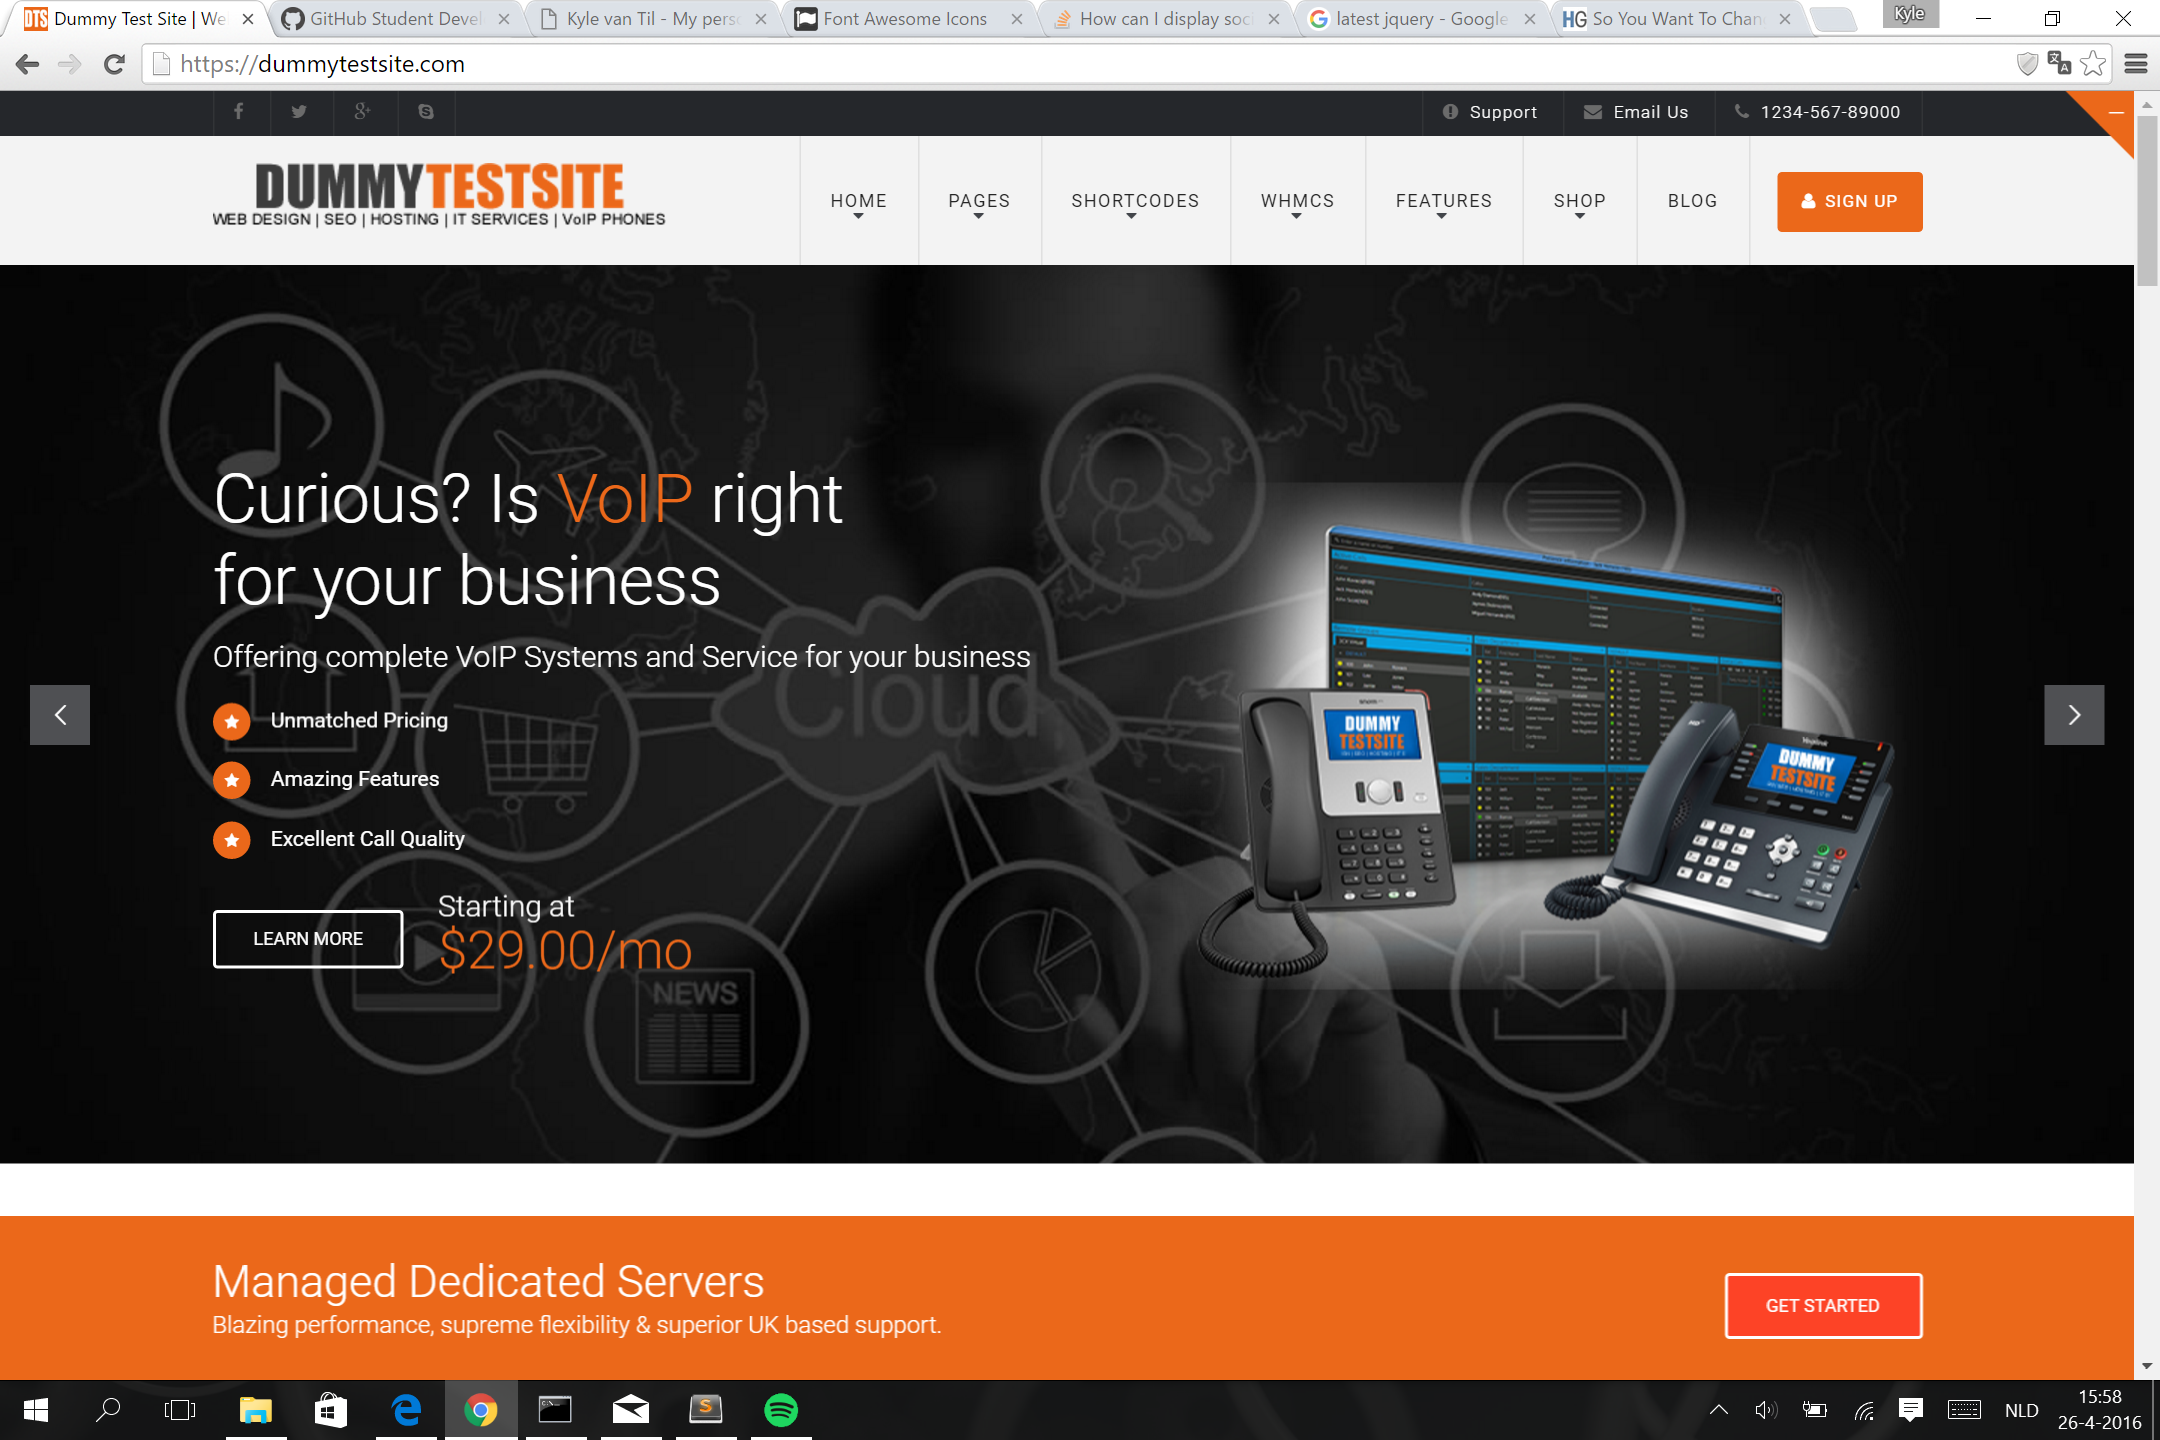 DTS Dummy Test Site | We
GitHub Student Devel
Kyle van Til - My perso
Font Awesome Icons
How can I display soci
latest jquery - Google
HG So You Want To Chan
Kyle
https://dummytestsite.com
Support
Email Us
1234-567-89000
DUMMYTESTSITE
WEB DESIGN | SEO | HOSTING | IT SERVICES | VoIP PHONES
HOME
PAGES
SHORTCODES
WHMCS
FEATURES
SHOP
BLOG
SIGN UP
Curious? Is VoIP right
for your business
Offering complete VoIP Systems and Service for your business
Cloud
Unmatched Pricing
Amazing Features
Excellent Call Quality
DUMMY
TESTSITE
DUMMY
TESTSITE
LEARN MORE
Starting at
$29.00/mo
NEWS
Managed Dedicated Servers
Blazing performance, supreme flexibility & superior UK based support.
GET STARTED
NLD
15:58
26-4-2016